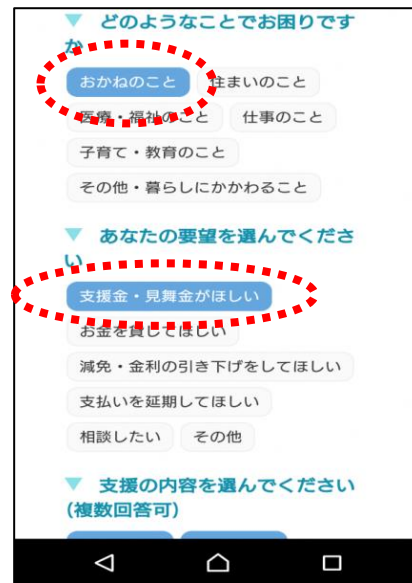 ▼ どのようなことでお困りです
か
おかねのこと 住まいのこと
医療・福祉のこと 仕事のこと
子育て・教育のこと
その他・暮らしにかかわること
▼ あなたの要望を選んでくださ
い
支援金・見舞金がほしい
お金を貸してほしい
減免・金利の引き下げをしてほしい
支払いを延期してほしい
相談したい その他
▼ 支援の内容を選んでください
(複数回答可)